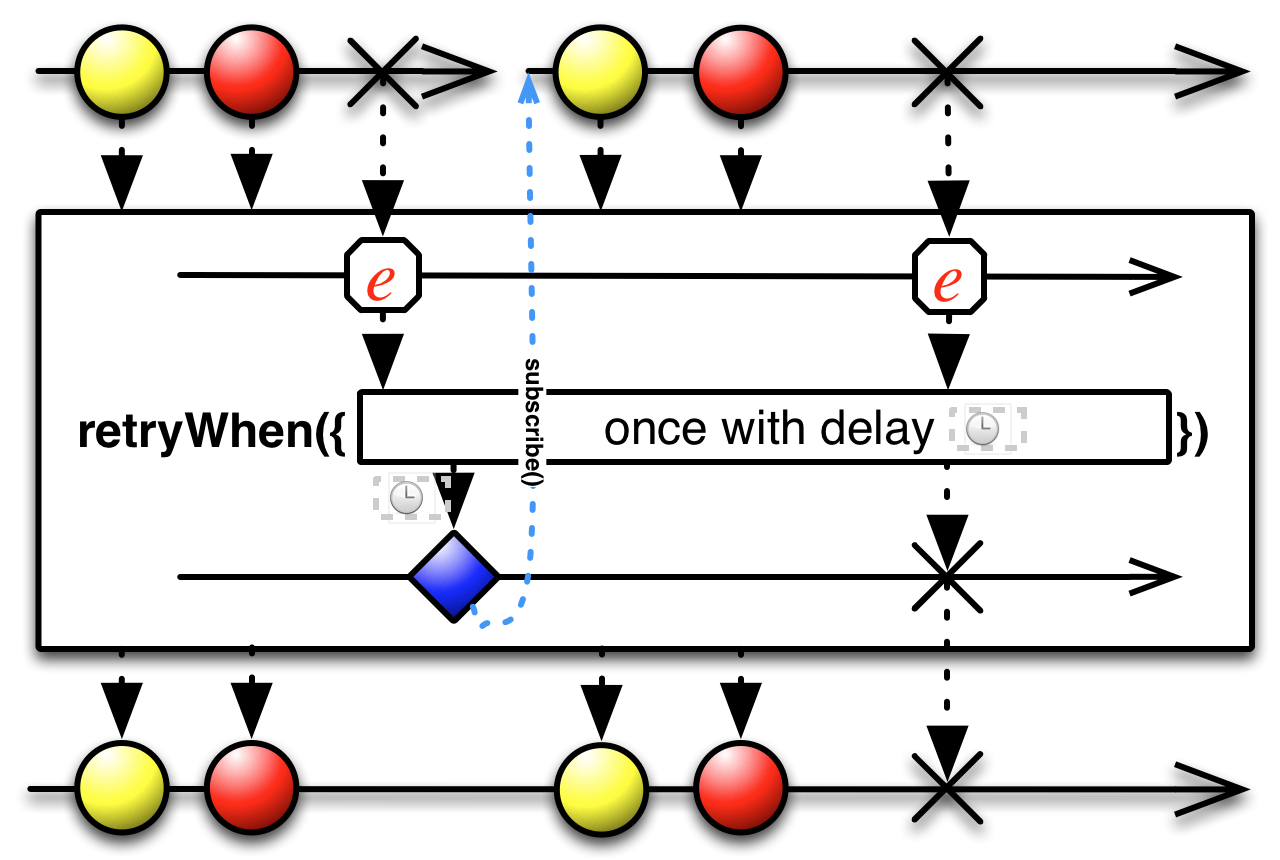 e
e
retryWhen({ once with delay })
subscribe()